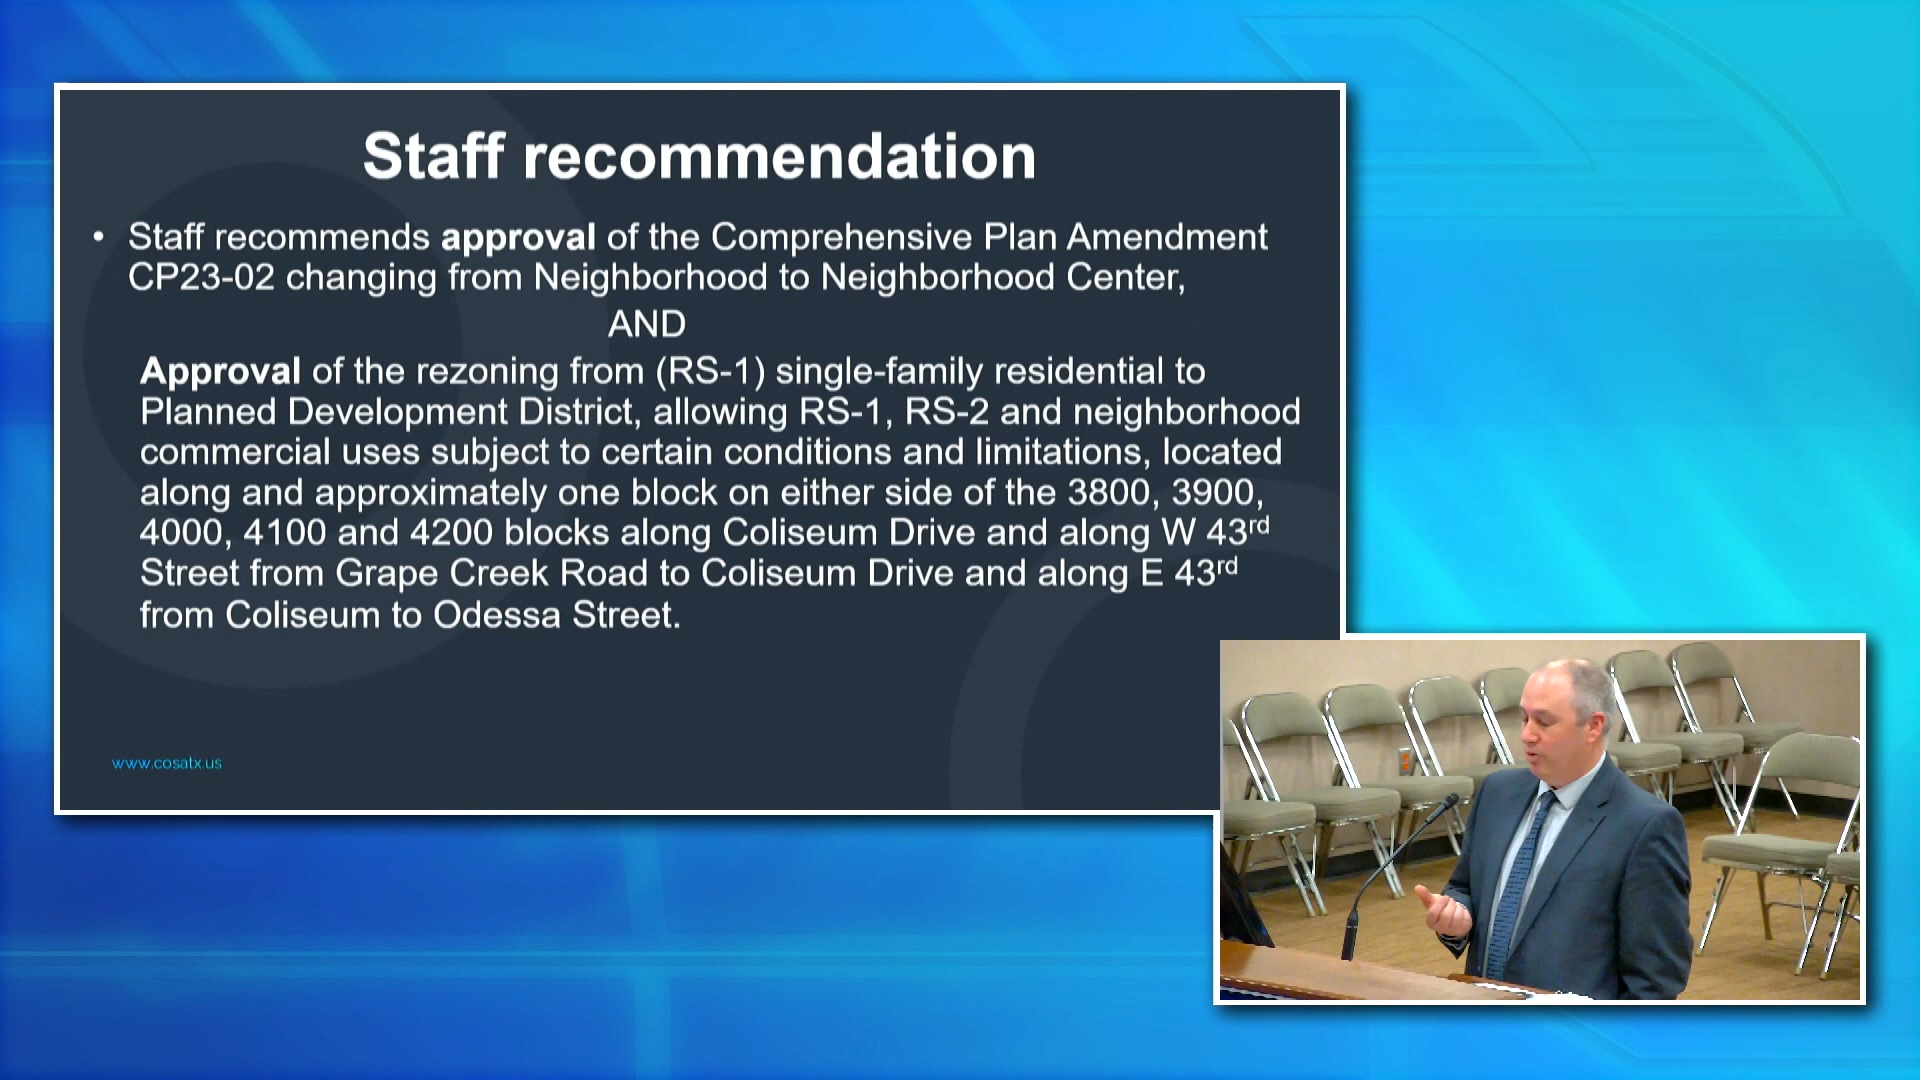 Staff recommendation
• Staff recommends approval of the Comprehensive Plan Amendment
CP23-02 changing from Neighborhood to Neighborhood Center,
AND
Approval of the rezoning from (RS-1) single-family residential to
Planned Development District, allowing RS-1, RS-2 and neighborhood
commercial uses subject to certain conditions and limitations, located
along and approximately one block on either side of the 3800, 3900,
4000, 4100 and 4200 blocks along Coliseum Drive and along W 43rd
Street from Grape Creek Road to Coliseum Drive and along E 43rd
from Coliseum to Odessa Street.
www.cosatx.us